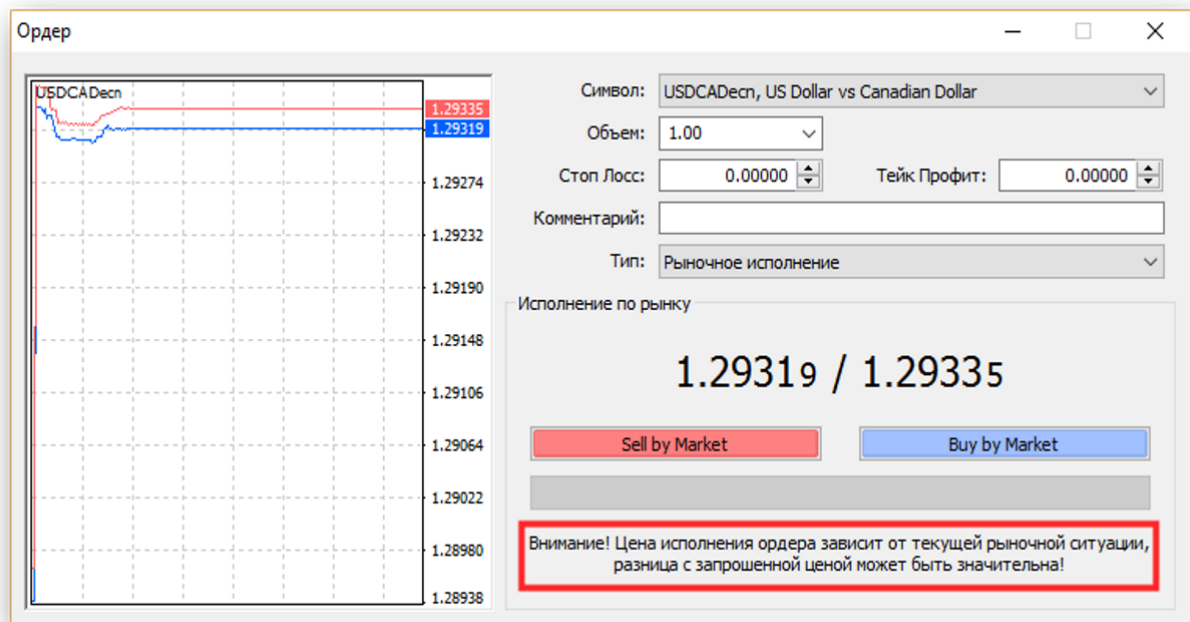 Ордер
USDCADecn
1.29335
1.29319
1.29274
1.29232
1.29190
1.29148
1.29106
1.29064
1.29022
1.28980
1.28938
Символ: USDCADecn, US Dollar vs Canadian Dollar
Объем: 1.00
Стоп Лосс: 0.00000 Тейк Профит: 0.00000
Комментарий:
Тип: Рыночное исполнение
Исполнение по рынку
1.29319 / 1.29335
Sell by Market Buy by Market
Внимание! Цена исполнения ордера зависит от текущей рыночной ситуации,
разница с запрошенной ценой может быть значительна!